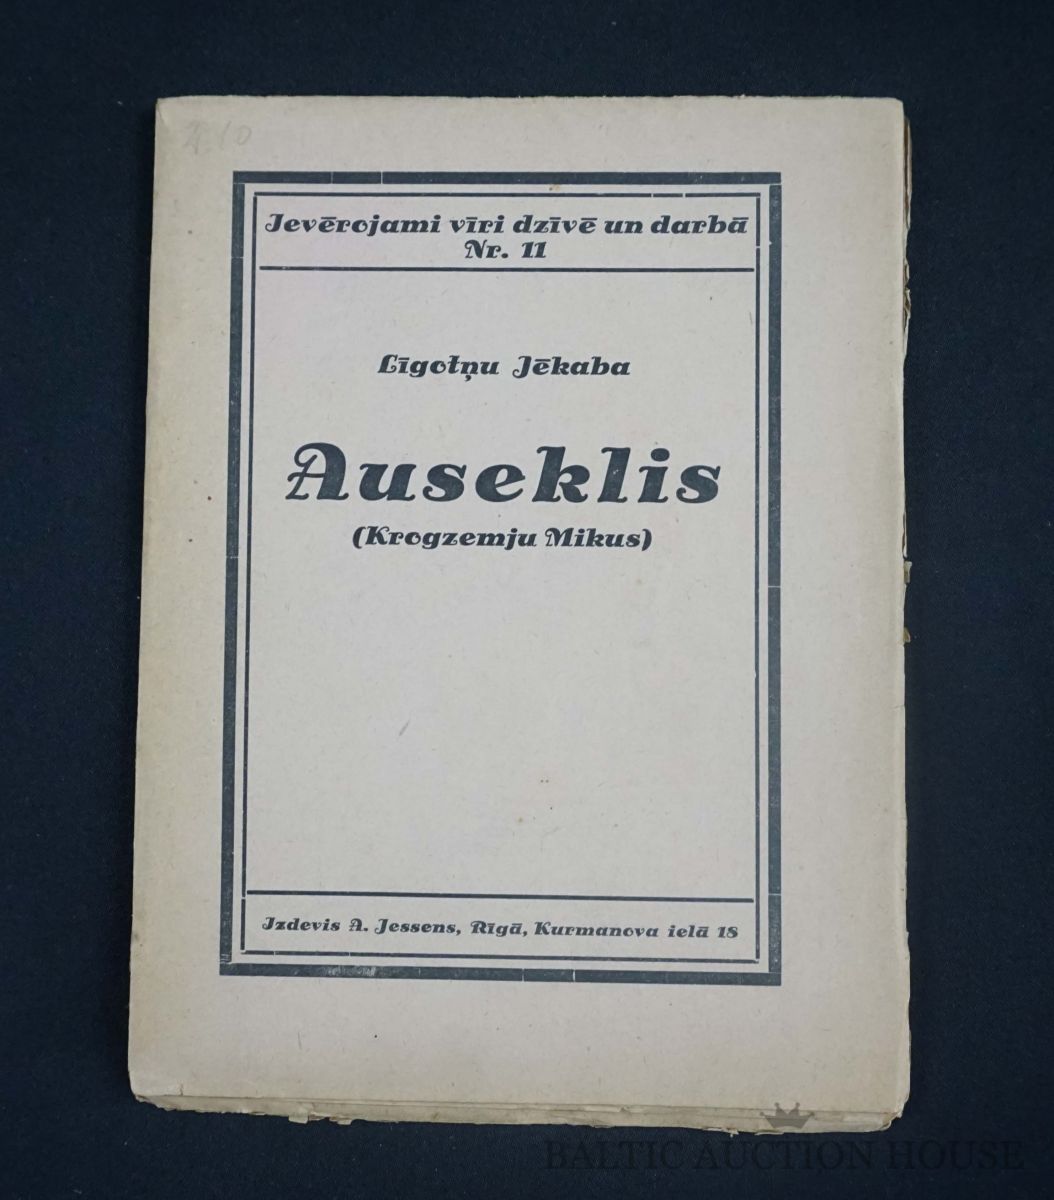 Ievērojami vīri dzīvē un darbā
Nr. 11
Līgotņu Jēkaba
Auseklis
(Krogzemju Mikus)
Izdevis A. Jessens, Rīgā, Kurmanova ielā 18
BALTIC AUCTION HOUSE